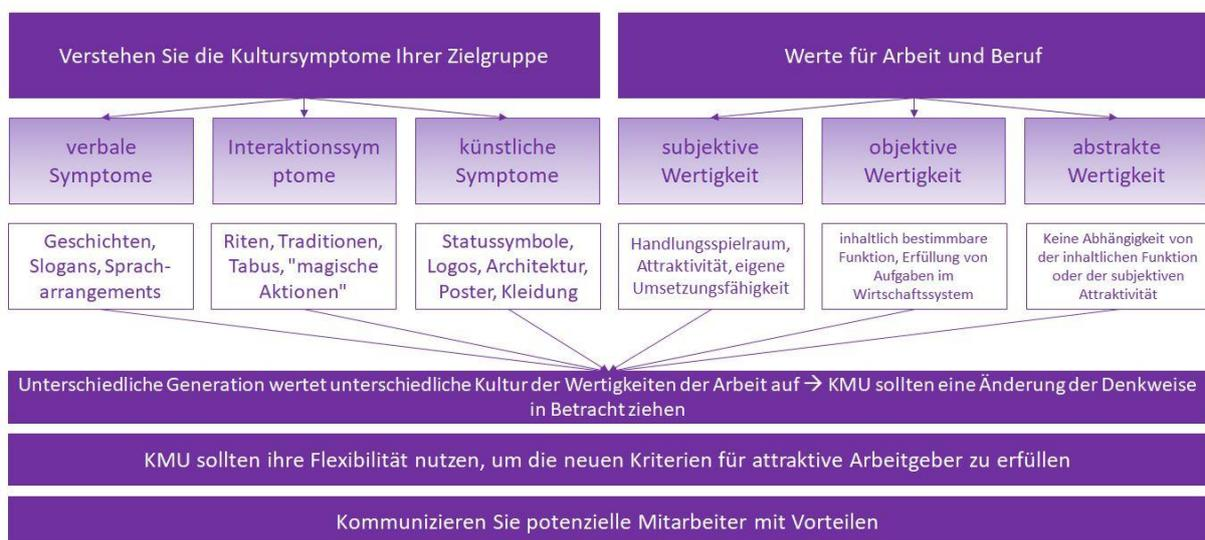 Verstehen Sie die Kultursymptome Ihrer Zielgruppe
Werte für Arbeit und Beruf
verbale
Symptome
Interaktionssym
ptome
künstliche
Symptome
subjektive
Wertigkeit
objektive
Wertigkeit
abstrakte
Wertigkeit
Geschichten,
Slogans, Sprach-
arrangements
Riten, Traditionen,
Tabus, "magische
Aktionen"
Statussymbole,
Logos, Architektur,
Poster, Kleidung
Handlungsspielraum,
Attraktivität, eigene
Umsetzungsfähigkeit
inhaltlich bestimmbare
Funktion, Erfüllung von
Aufgaben im
Wirtschaftssystem
Keine Abhängigkeit von
der inhaltlichen Funktion
oder der subjektiven
Attraktivität
Unterschiedliche Generation wertet unterschiedliche Kultur der Wertigkeiten der Arbeit auf → KMU sollten eine Änderung der Denkweise
in Betracht ziehen
KMU sollten ihre Flexibilität nutzen, um die neuen Kriterien für attraktive Arbeitgeber zu erfüllen
Kommunizieren Sie potenzielle Mitarbeiter mit Vorteilen